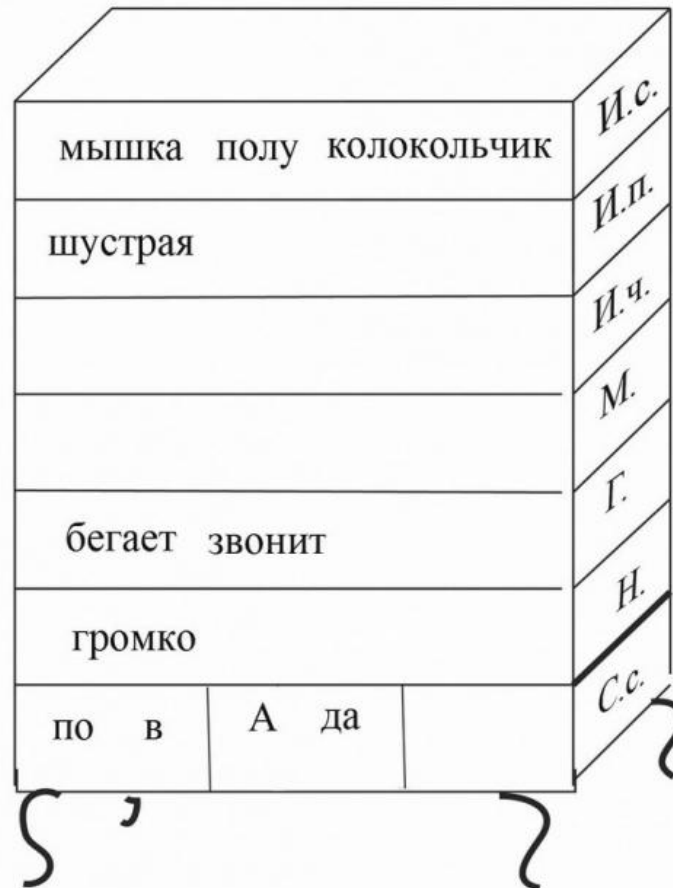 И.с.
мышка полу колокольчик
И.п.
шустрая
И.ч.
М.
Г.
бегает звонит
Н.
громко
С.с.
по в А да